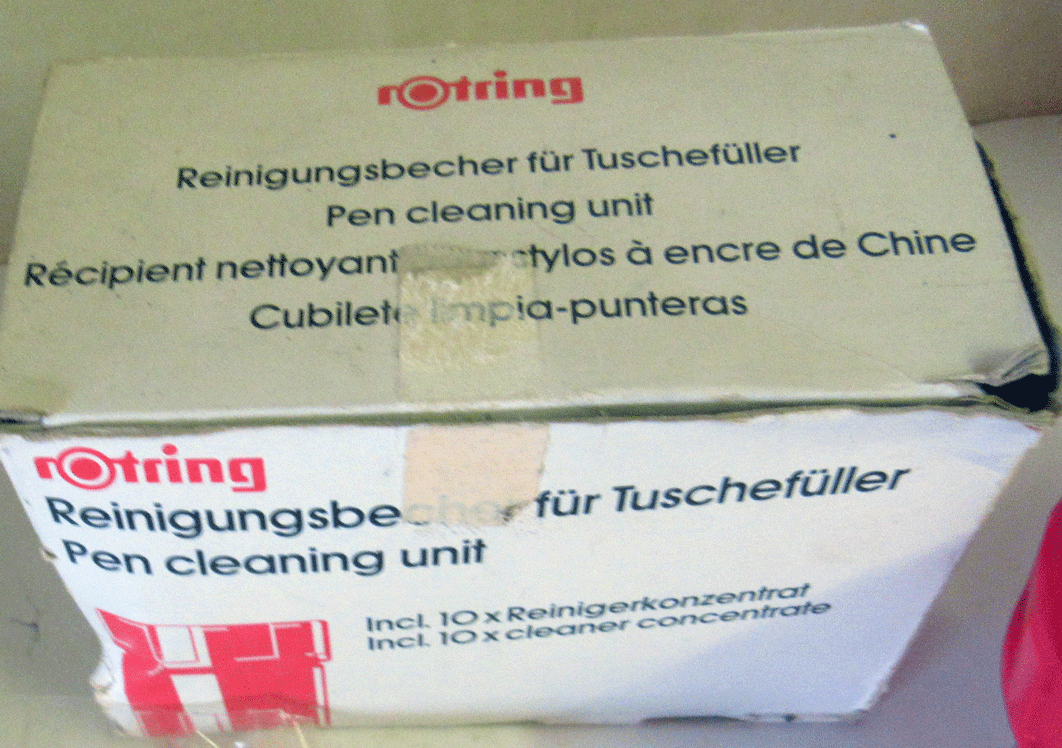 rotring
Reinigungsbecher für Tuschefüller
Pen cleaning unit
Récipient nettoyant stylos à encre de Chine
Cubilete limpia-punteras
rotring
Reinigungsbecher für Tuschefüller
Pen cleaning unit
Incl. 10 x Reinigerkonzentrat
Incl. 10 x cleaner concentrate